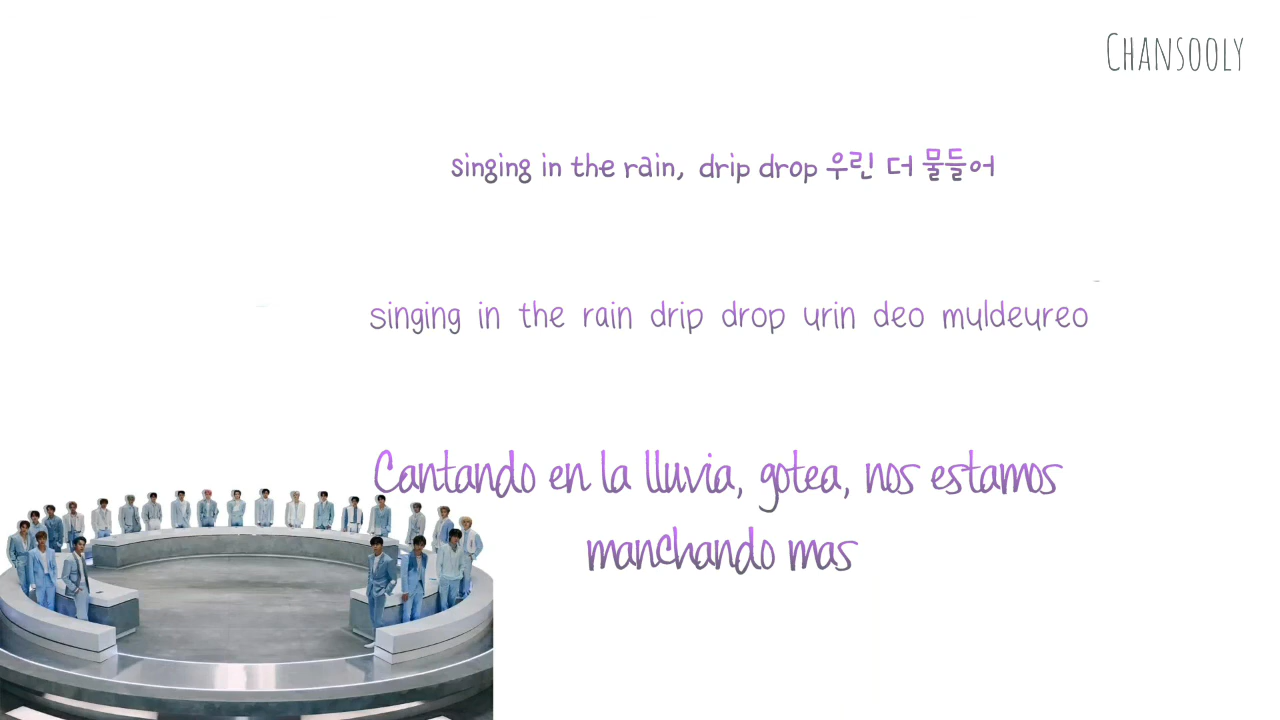 Chansooly
singing in the rain, drip drop 우린 더 물들어
singing in the rain drip drop urin deo muldeureo
Cantando en la lluvia, gotea, nos estamos
manchando mas